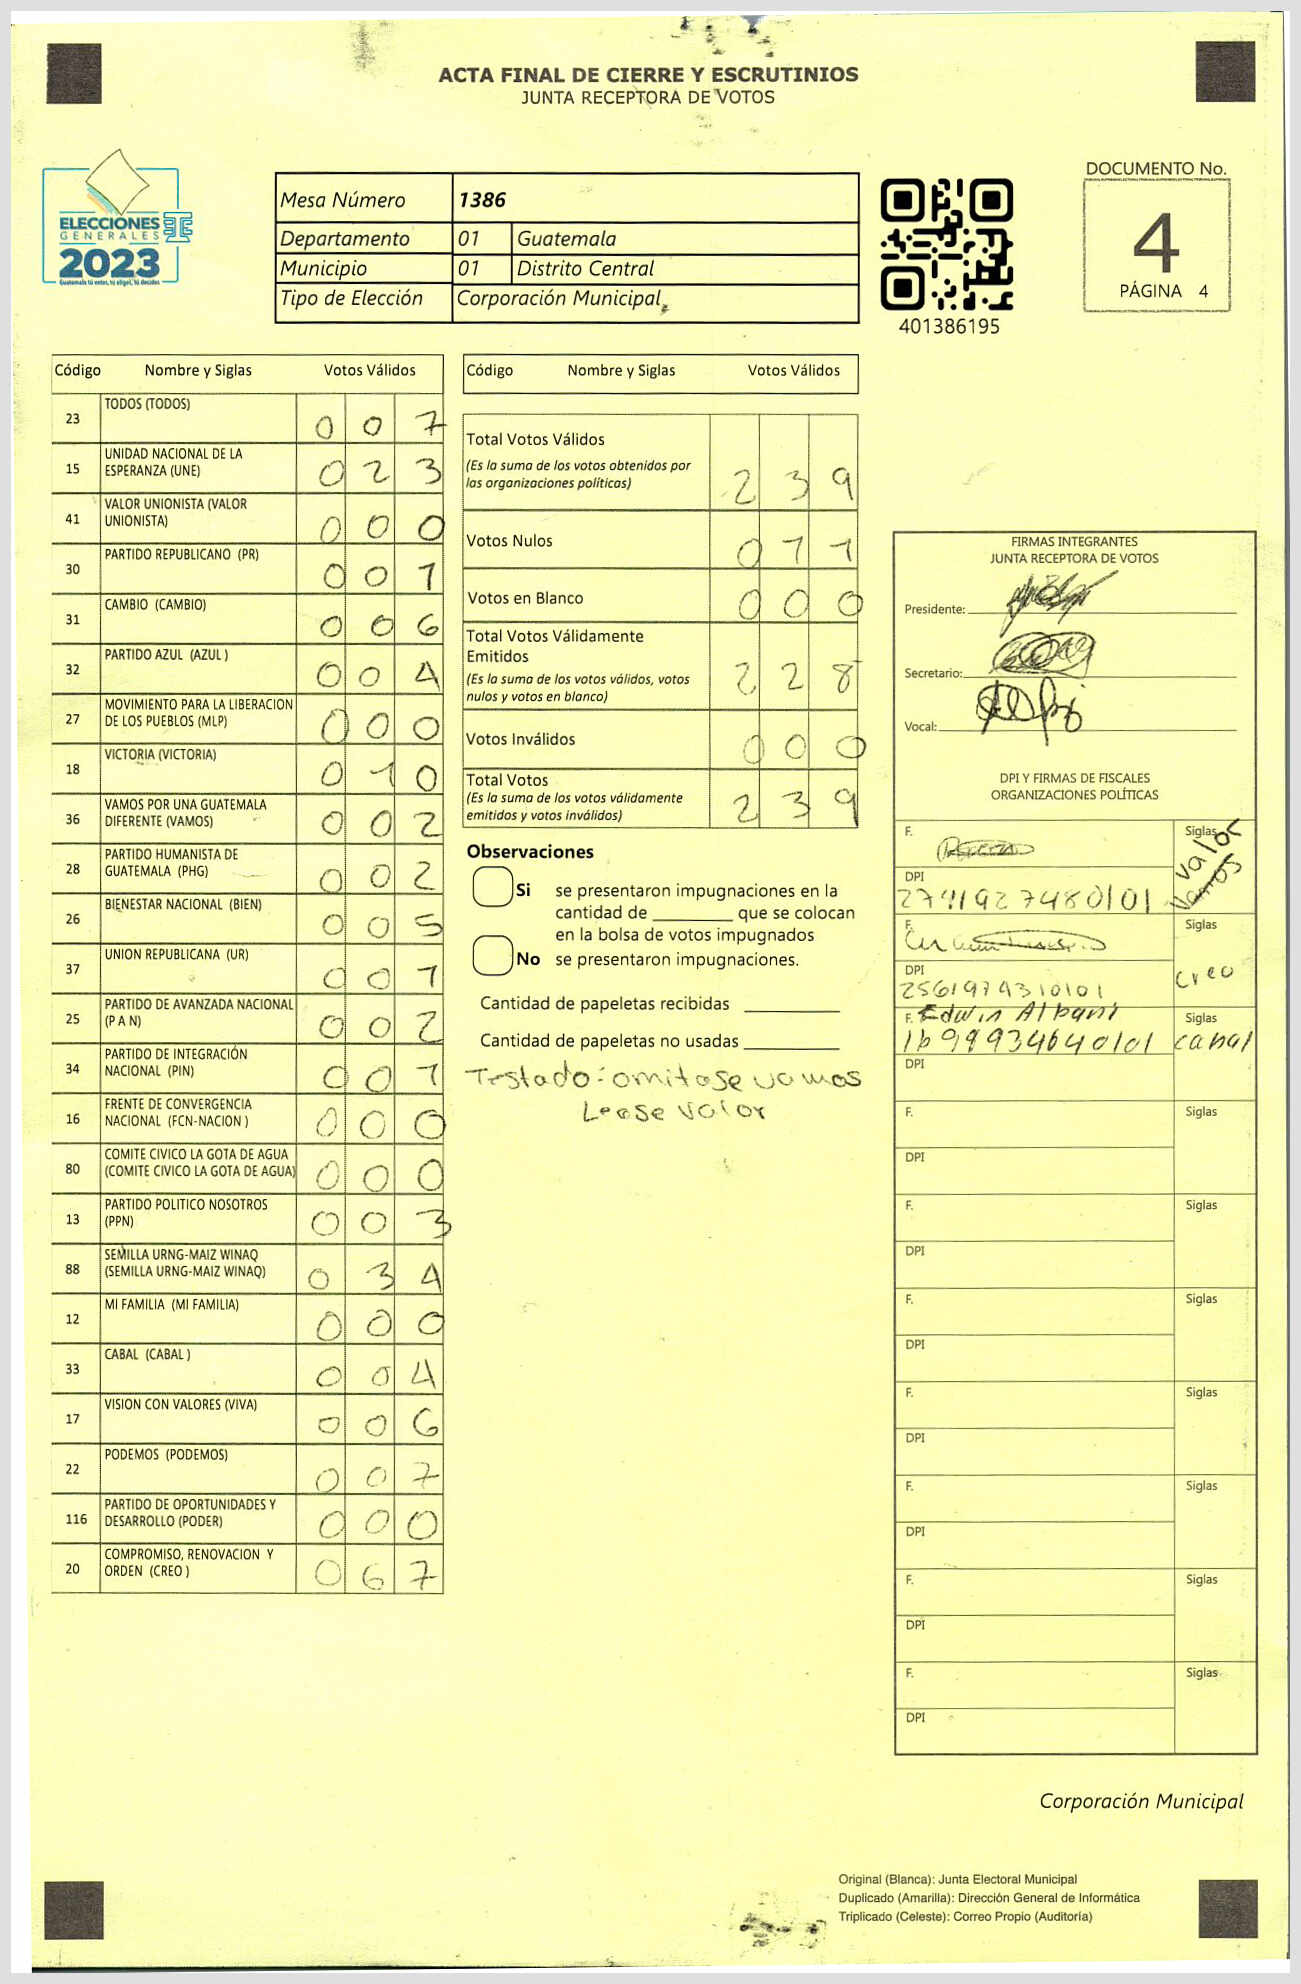 ACTA FINAL DE CIERRE Y ESCRUTINIOS
JUNTA RECEPTORA DE VOTOS
ELECCIONES
GENERALES
2023
Guatemala tú votas, tú eliges, tú decides
Mesa Número 1386
Departamento 01 Guatemala
Municipio 01 Distrito Central
Tipo de Elección Corporación Municipal
401386195
DOCUMENTO No.
4
PÁGINA 4
Código Nombre y Siglas Votos Válidos
23 TODOS (TODOS) 0 0 7
15 UNIDAD NACIONAL DE LA
ESPERANZA (UNE) 0 2 3
41 VALOR UNIONISTA (VALOR
UNIONISTA) 0 0 0
30 PARTIDO REPUBLICANO (PR) 0 0 1
31 CAMBIO (CAMBIO) 0 0 6
32 PARTIDO AZUL (AZUL ) 0 0 4
27 MOVIMIENTO PARA LA LIBERACION
DE LOS PUEBLOS (MLP) 0 0 0
18 VICTORIA (VICTORIA) 0 1 0
36 VAMOS POR UNA GUATEMALA
DIFERENTE (VAMOS) 0 0 2
28 PARTIDO HUMANISTA DE
GUATEMALA (PHG) 0 0 2
26 BIENESTAR NACIONAL (BIEN) 0 0 5
37 UNION REPUBLICANA (UR) 0 0 1
25 PARTIDO DE AVANZADA NACIONAL
(P A N) 0 0 2
34 PARTIDO DE INTEGRACIÓN
NACIONAL (PIN) 0 0 1
16 FRENTE DE CONVERGENCIA
NACIONAL (FCN-NACION ) 0 0 0
80 COMITE CIVICO LA GOTA DE AGUA
(COMITE CIVICO LA GOTA DE AGUA) 0 0 0
13 PARTIDO POLITICO NOSOTROS
(PPN) 0 0 3
88 SEMILLA URNG-MAIZ WINAQ
(SEMILLA URNG-MAIZ WINAQ) 0 3 4
12 MI FAMILIA (MI FAMILIA) 0 0 0
33 CABAL (CABAL ) 0 0 4
17 VISION CON VALORES (VIVA) 0 0 6
22 PODEMOS (PODEMOS) 0 0 7
116 PARTIDO DE OPORTUNIDADES Y
DESARROLLO (PODER) 0 0 0
20 COMPROMISO, RENOVACION Y
ORDEN (CREO ) 0 6 7
Código Nombre y Siglas Votos Válidos
Total Votos Válidos
(Es la suma de los votos obtenidos por
las organizaciones políticas) 2 3 9
Votos Nulos 0 1 1
Votos en Blanco 0 0 0
Total Votos Válidamente
Emitidos
(Es la suma de los votos válidos, votos
nulos y votos en blanco) 2 2 8
Votos Inválidos 0 0 0
Total Votos
(Es la suma de los votos válidamente
emitidos y votos inválidos) 2 3 9
Observaciones
Si se presentaron impugnaciones en la
cantidad de ________ que se colocan
en la bolsa de votos impugnados
No se presentaron impugnaciones.
Cantidad de papeletas recibidas
Cantidad de papeletas no usadas
Testado: omitase vamos
Lease valor
FIRMAS INTEGRANTES
JUNTA RECEPTORA DE VOTOS
Presidente:
Secretario:
Vocal:
DPI Y FIRMAS DE FISCALES
ORGANIZACIONES POLÍTICAS
F. Siglas
Valor
Vamos
DPI
2741927480101
F. Siglas
Creo
DPI
2561974310101
F. Edwin Siglas
1699934640101 cabal
DPI
F. Siglas
DPI
F. Siglas
DPI
F. Siglas
DPI
F. Siglas
DPI
F. Siglas
DPI
F. Siglas
DPI
F. Siglas
DPI
Corporación Municipal
Original (Blanca): Junta Electoral Municipal
Duplicado (Amarilla): Dirección General de Informática
Triplicado (Celeste): Correo Propio (Auditoría)